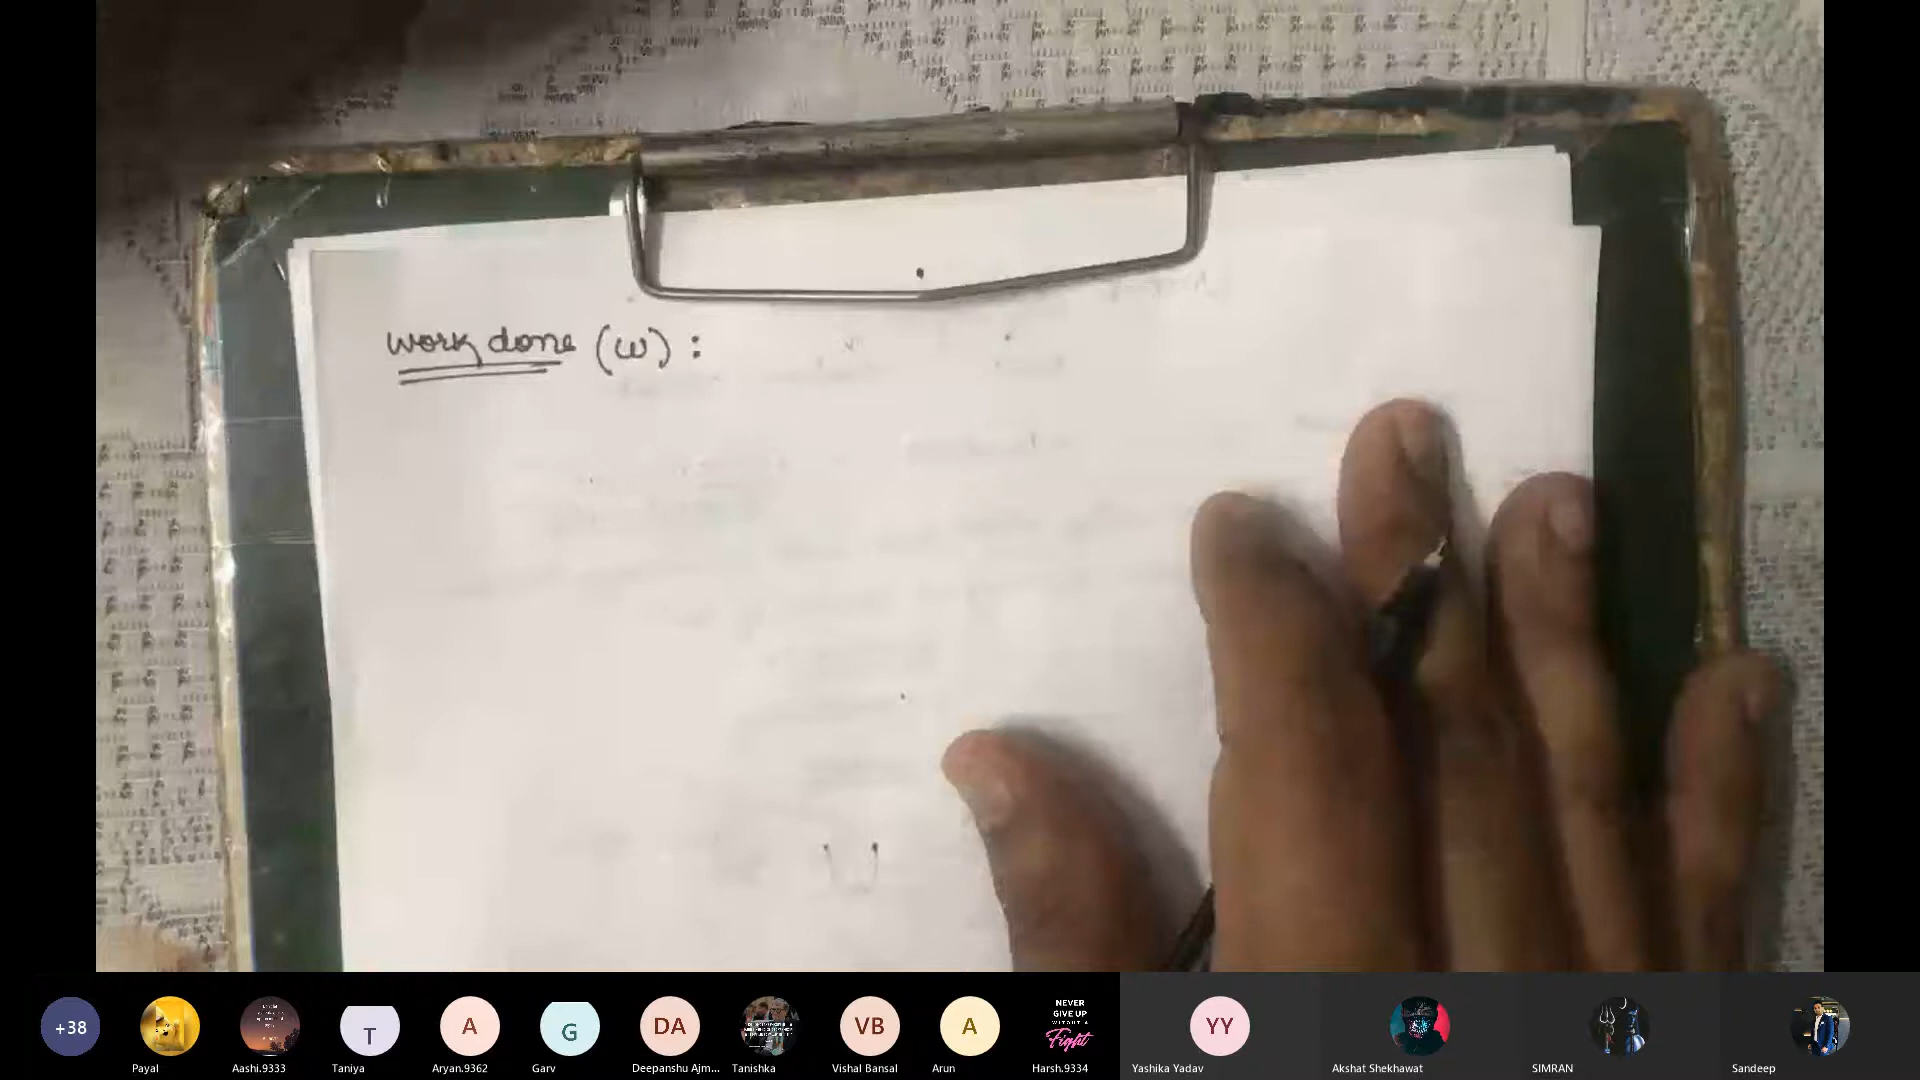 work done (w) :
+38
Payal
Aashi.9333
T
Taniya
A
Aryan.9362
G
Garv
DA
Deepanshu Ajm...
Tanishka
VB
Vishal Bansal
A
Arun
NEVER
GIVE UP
WITHOUT A
Fight
Harsh.9334
YY
Yashika Yadav
Akshat Shekhawat
SIMRAN
Sandeep